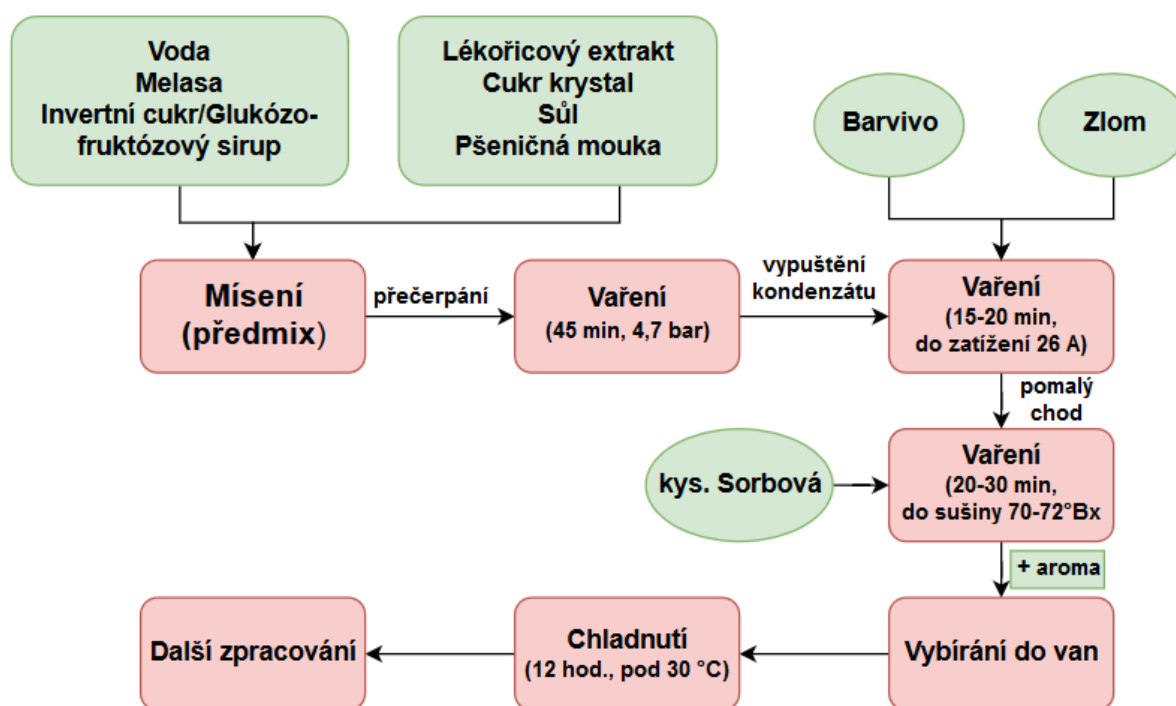 Voda
Melasa
Invertní cukr/Glukózo-
fruktózový sirup
Lékořicový extrakt
Cukr krystal
Sůl
Pšeničná mouka
Barvivo
Zlom
Mísení
(předmix)
přečerpání
Vaření
(45 min, 4,7 bar)
vypuštění
kondenzátu
Vaření
(15-20 min,
do zatížení 26 A)
pomalý
chod
kys. Sorbová
Vaření
(20-30 min,
do sušiny 70-72°Bx
+ aroma
Vybírání do van
Chladnutí
(12 hod., pod 30 °C)
Další zpracování